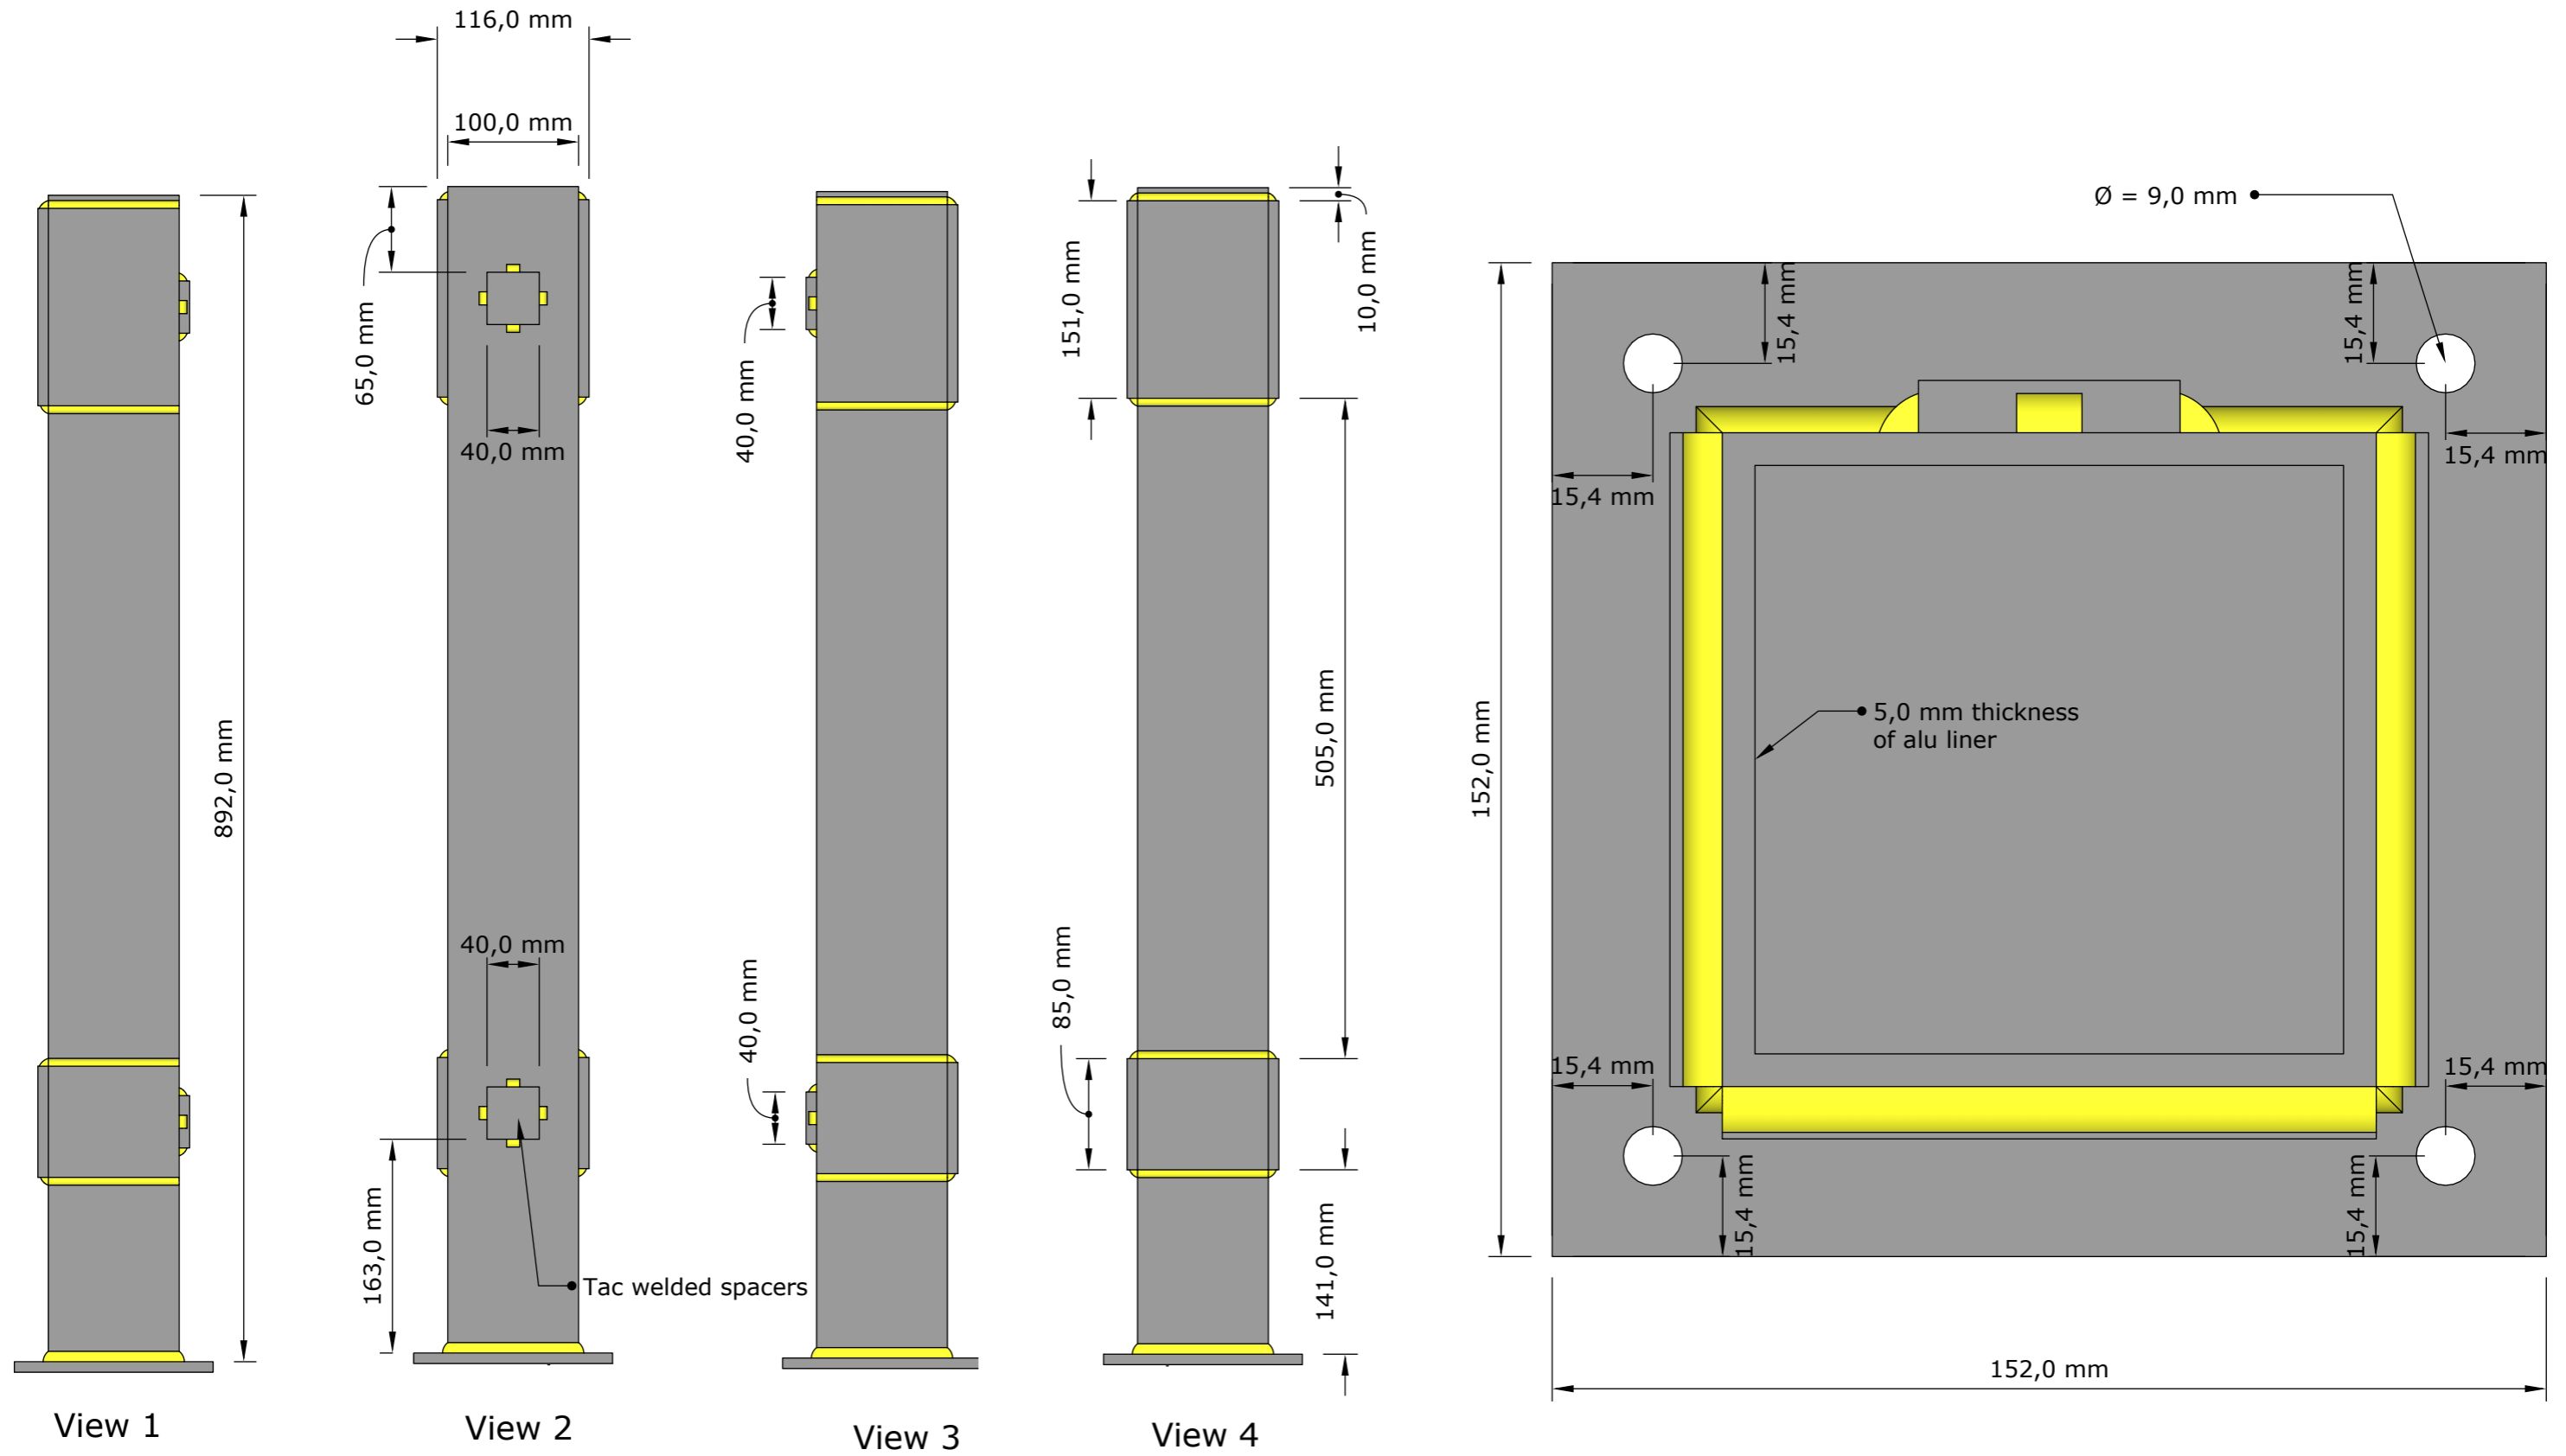 116,0 mm
100,0 mm
65,0 mm
40,0 mm
892,0 mm
40,0 mm
163,0 mm
Tac welded spacers
40,0 mm
40,0 mm
151,0 mm
10,0 mm
505,0 mm
85,0 mm
141,0 mm
View 1
View 2
View 3
View 4
Ø = 9,0 mm
15,4 mm
15,4 mm
15,4 mm
15,4 mm
152,0 mm
5,0 mm thickness
of alu liner
15,4 mm
15,4 mm
15,4 mm
15,4 mm
152,0 mm